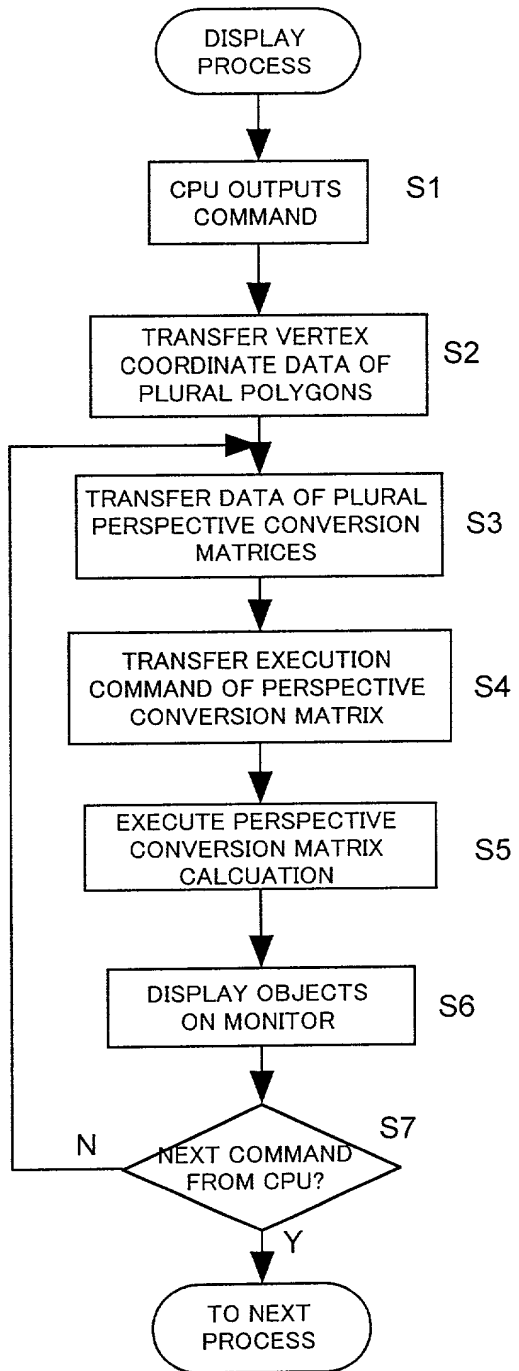 DISPLAY
PROCESS
CPU OUTPUTS
COMMAND
S1
TRANSFER VERTEX
COORDINATE DATA OF
PLURAL POLYGONS
S2
TRANSFER DATA OF PLURAL
PERSPECTIVE CONVERSION
MATRICES
S3
TRANSFER EXECUTION
COMMAND OF PERSPECTIVE
CONVERSION MATRIX
S4
EXECUTE PERSPECTIVE
CONVERSION MATRIX
CALCUATION
S5
DISPLAY OBJECTS
ON MONITOR
S6
S7
N
NEXT COMMAND
FROM CPU?
Y
TO NEXT
PROCESS